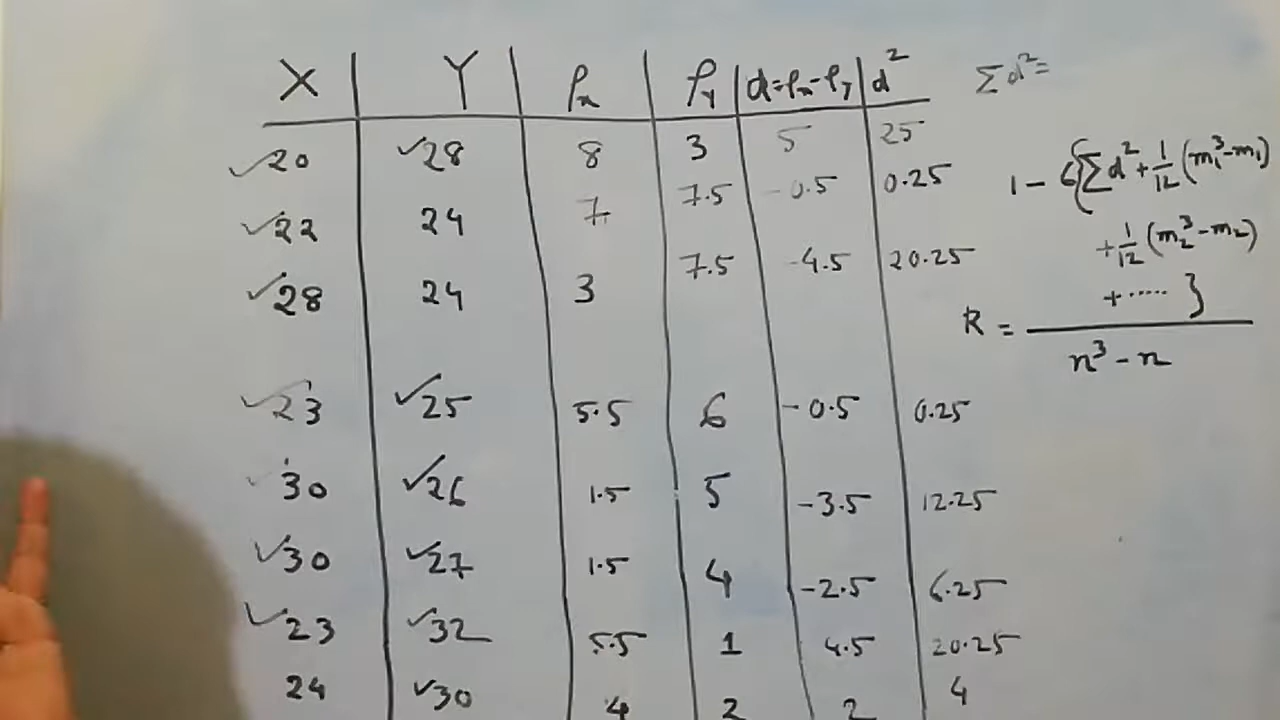 X Y ρx ρy d=ρx-ρy d² Σd²=
✓20 ✓28 8 3 5 25
✓22 24 7 7.5 -0.5 0.25
✓28 24 3 7.5 -4.5 20.25
✓23 ✓25 5.5 6 -0.5 0.25
30 ✓26 1.5 5 -3.5 12.25
✓30 ✓27 1.5 4 -2.5 6.25
✓23 ✓32 5.5 1 4.5 20.25
24 ✓30 4 2 2 4
1 - 6{Σd²+1/12(m₁³-m₁)
+1/12(m₂³-m₂)
+......}
R =
n³-n